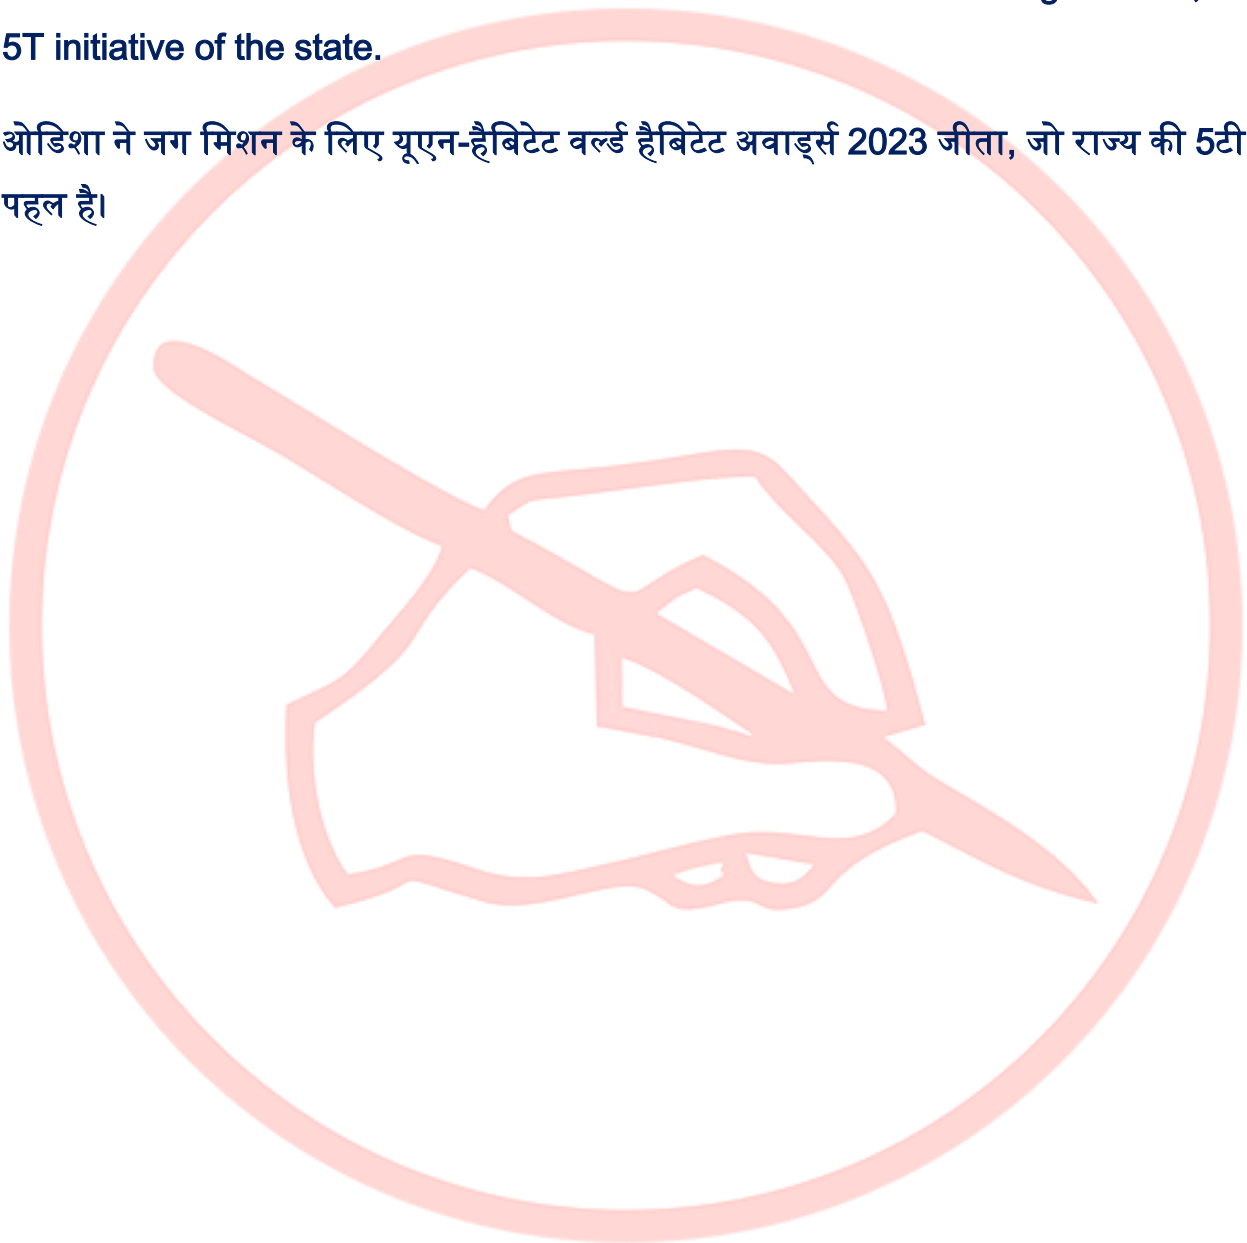 5T initiative of the state.
ओडिशा ने जग मिशन के लिए यूएन-हैबिटेट वर्ल्ड हैबिटेट अवार्ड्स 2023 जीता, जो राज्य की 5टी
पहल है।